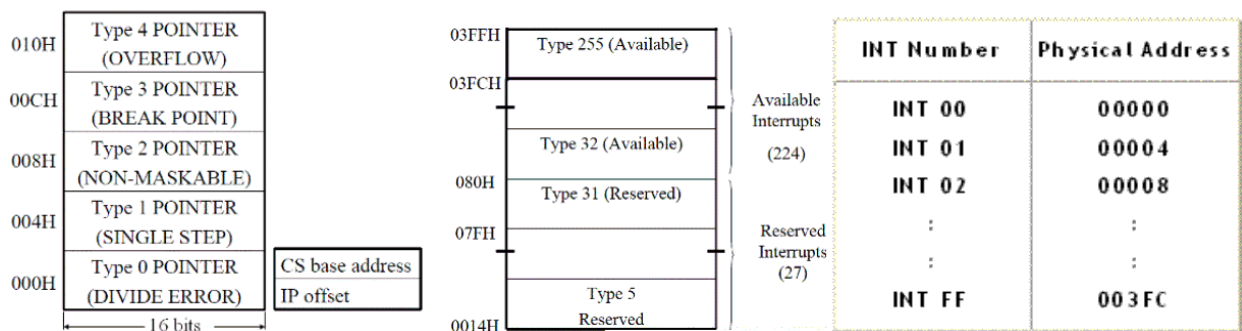 010H
Type 4 POINTER
(OVERFLOW)
00CH
Type 3 POINTER
(BREAK POINT)
008H
Type 2 POINTER
(NON-MASKABLE)
004H
Type 1 POINTER
(SINGLE STEP)
000H
Type 0 POINTER
(DIVIDE ERROR)
CS base address
IP offset
16 bits
03FFH
Type 255 (Available)
03FCH
Type 32 (Available)
080H
Type 31 (Reserved)
07FH
Type 5
Reserved
0014H
Available
Interrupts
(224)
Reserved
Interrupts
(27)
INT Number Physical Address
INT 00 00000
INT 01 00004
INT 02 00008
: :
: :
INT FF 003FC